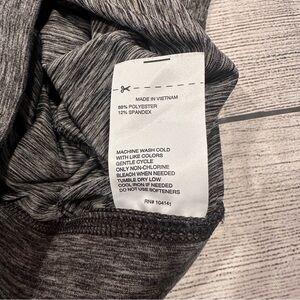 MADE IN VIETNAM
88% POLYESTER
12% SPANDEX
MACHINE WASH COLD
WITH LIKE COLORS
GENTLE CYCLE
ONLY NON-CHLORINE
BLEACH WHEN NEEDED
TUMBLE DRY LOW
COOL IRON IF NEEDED
DO NOT USE SOFTENERS
RN# 104141